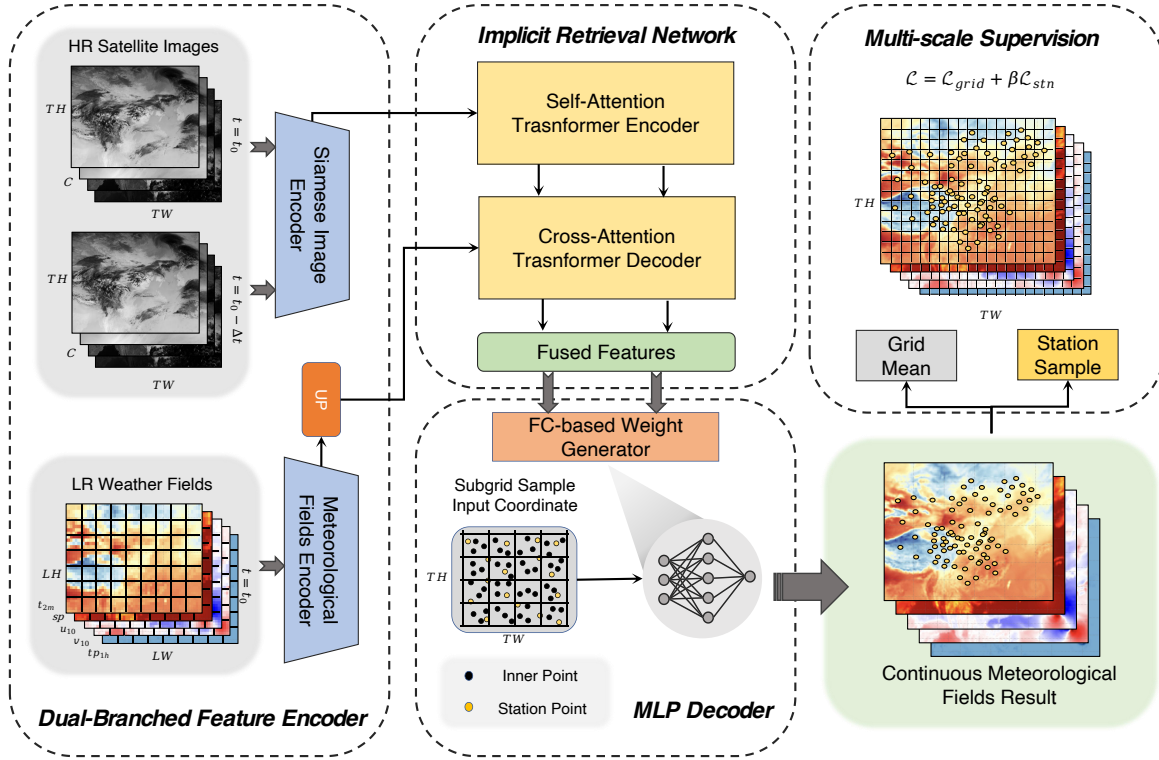 HR Satellite Images
TH
C
TW
t = t₀
TH
C
TW
t = t₀ − Δt
Siamese Image
Encoder
UP
LR Weather Fields
LH
t₂ₘ
sp
u₁₀
v₁₀
tp₁ₕ
LW
t = t₀
Meteorological
Fields Encoder
Dual-Branched Feature Encoder
Implicit Retrieval Network
Self-Attention
Trasnformer Encoder
Cross-Attention
Trasnformer Decoder
Fused Features
FC-based Weight
Generator
Subgrid Sample
Input Coordinate
TH
TW
Inner Point
Station Point
MLP Decoder
Multi-scale Supervision
ℒ = ℒ_grid + βℒ_stn
TH
TW
Grid
Mean
Station
Sample
Continuous Meteorological
Fields Result